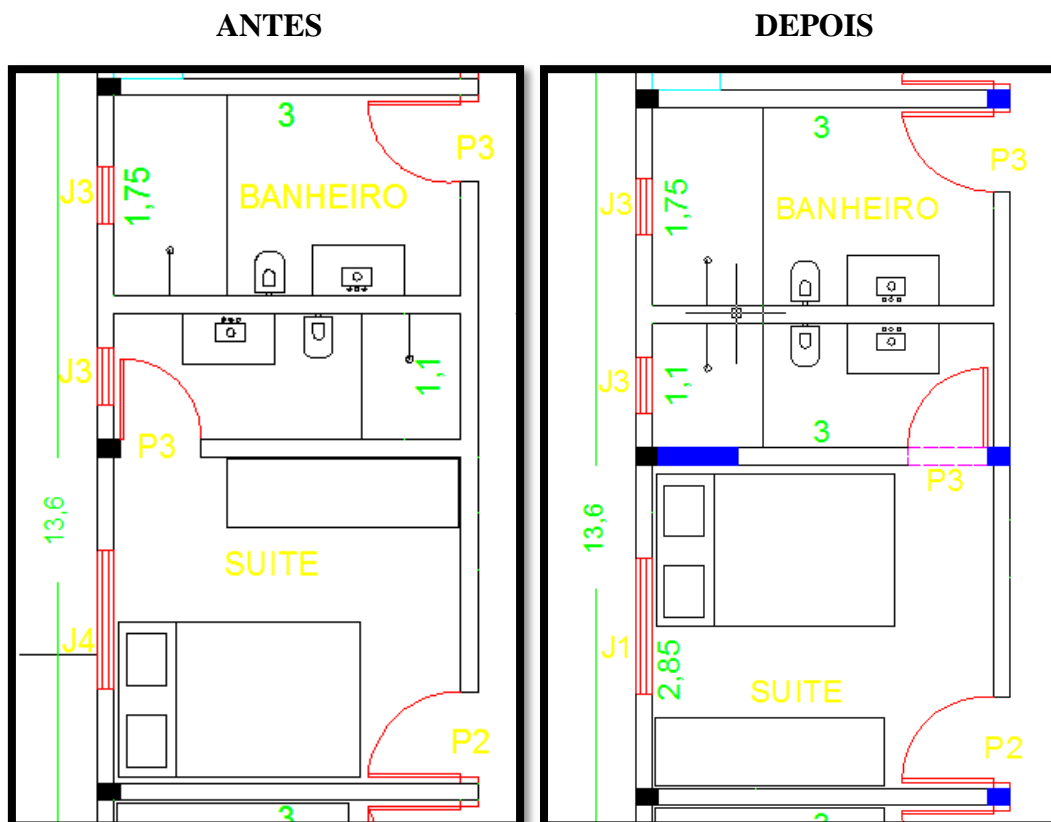 ANTES
3
P3
J3
1,75
BANHEIRO
J3
1,1
P3
13,6
SUITE
J4
P2
3
DEPOIS
3
P3
J3
1,75
BANHEIRO
J3
1,1
3
P3
13,6
J1
2,85
SUITE
P2